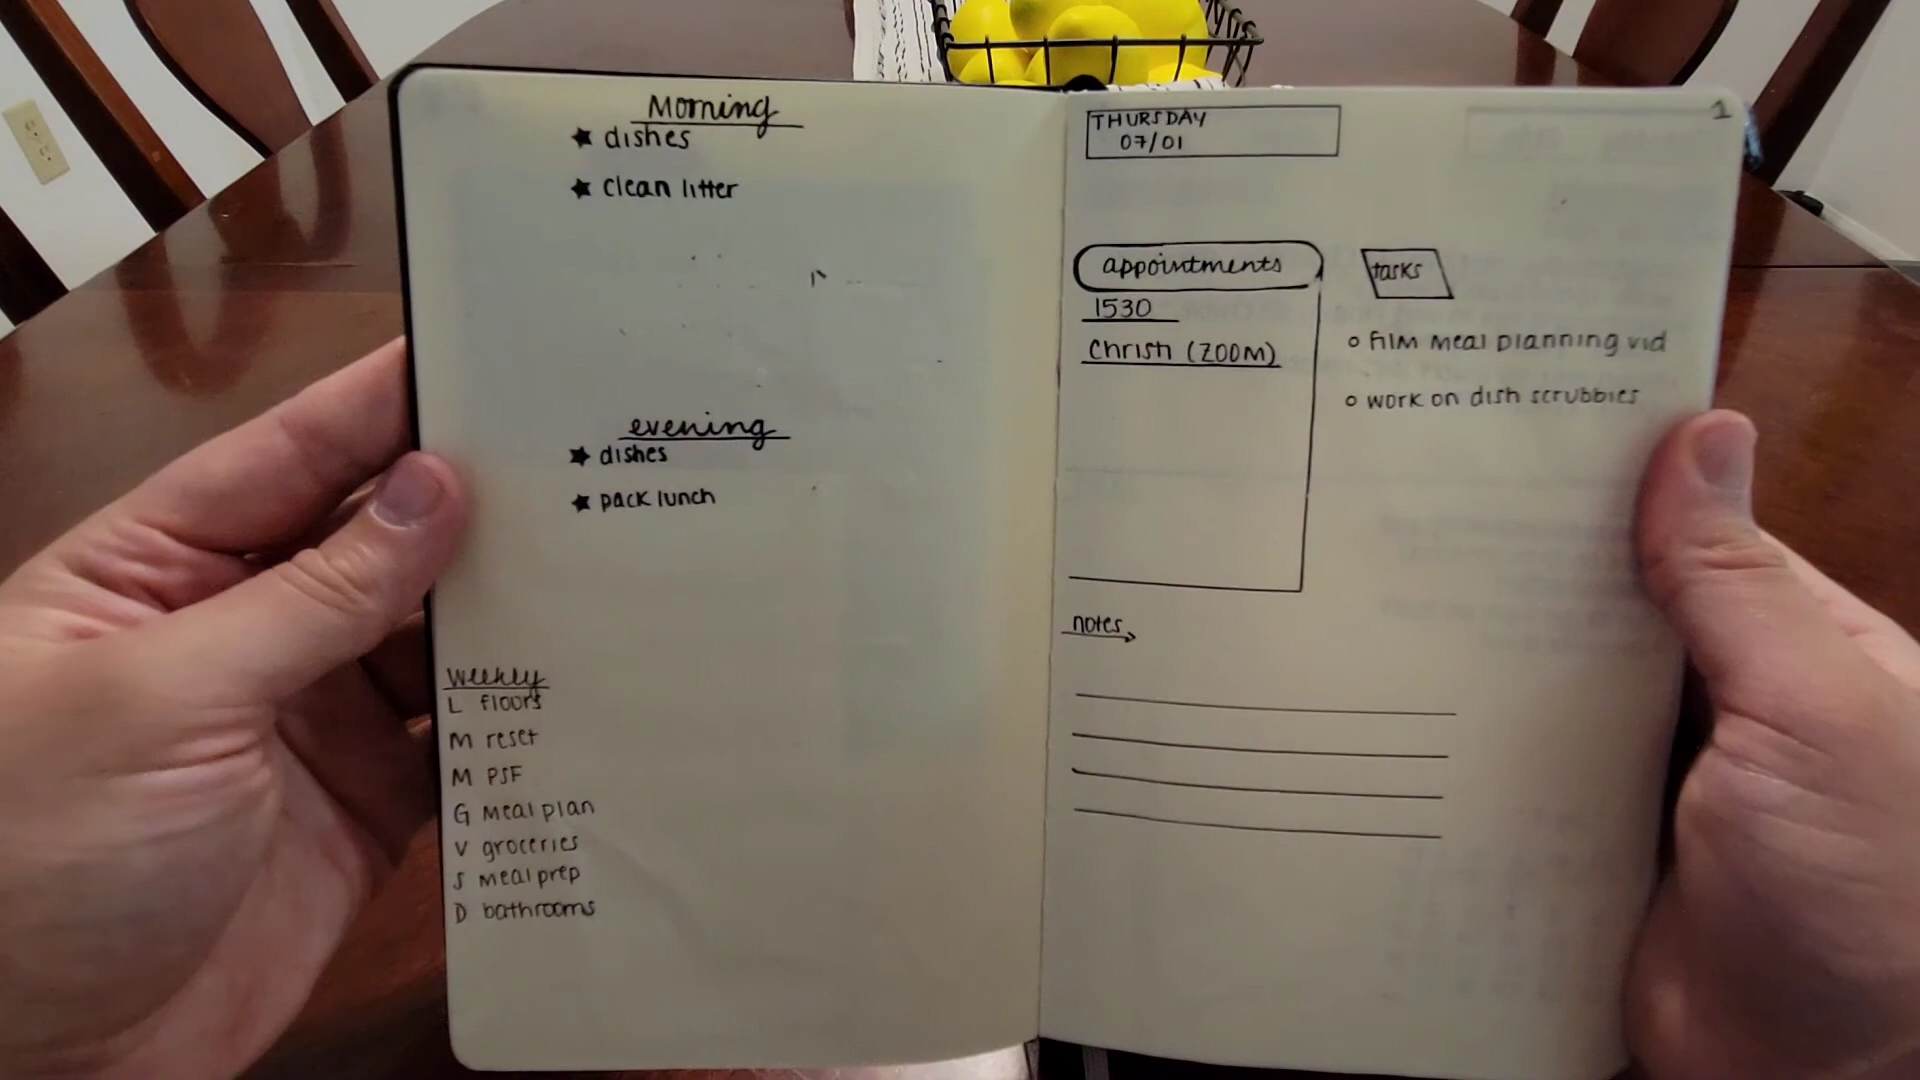 Morning
★ dishes
★ clean litter
evening
★ dishes
★ pack lunch
Weekly
L floors
M reset
M PSF
G meal plan
V groceries
S meal prep
D bathrooms
1
THURSDAY
07/01
appointments
1530
Christi (ZOOM)
tasks
o film meal planning vid
o work on dish scrubbies
notes